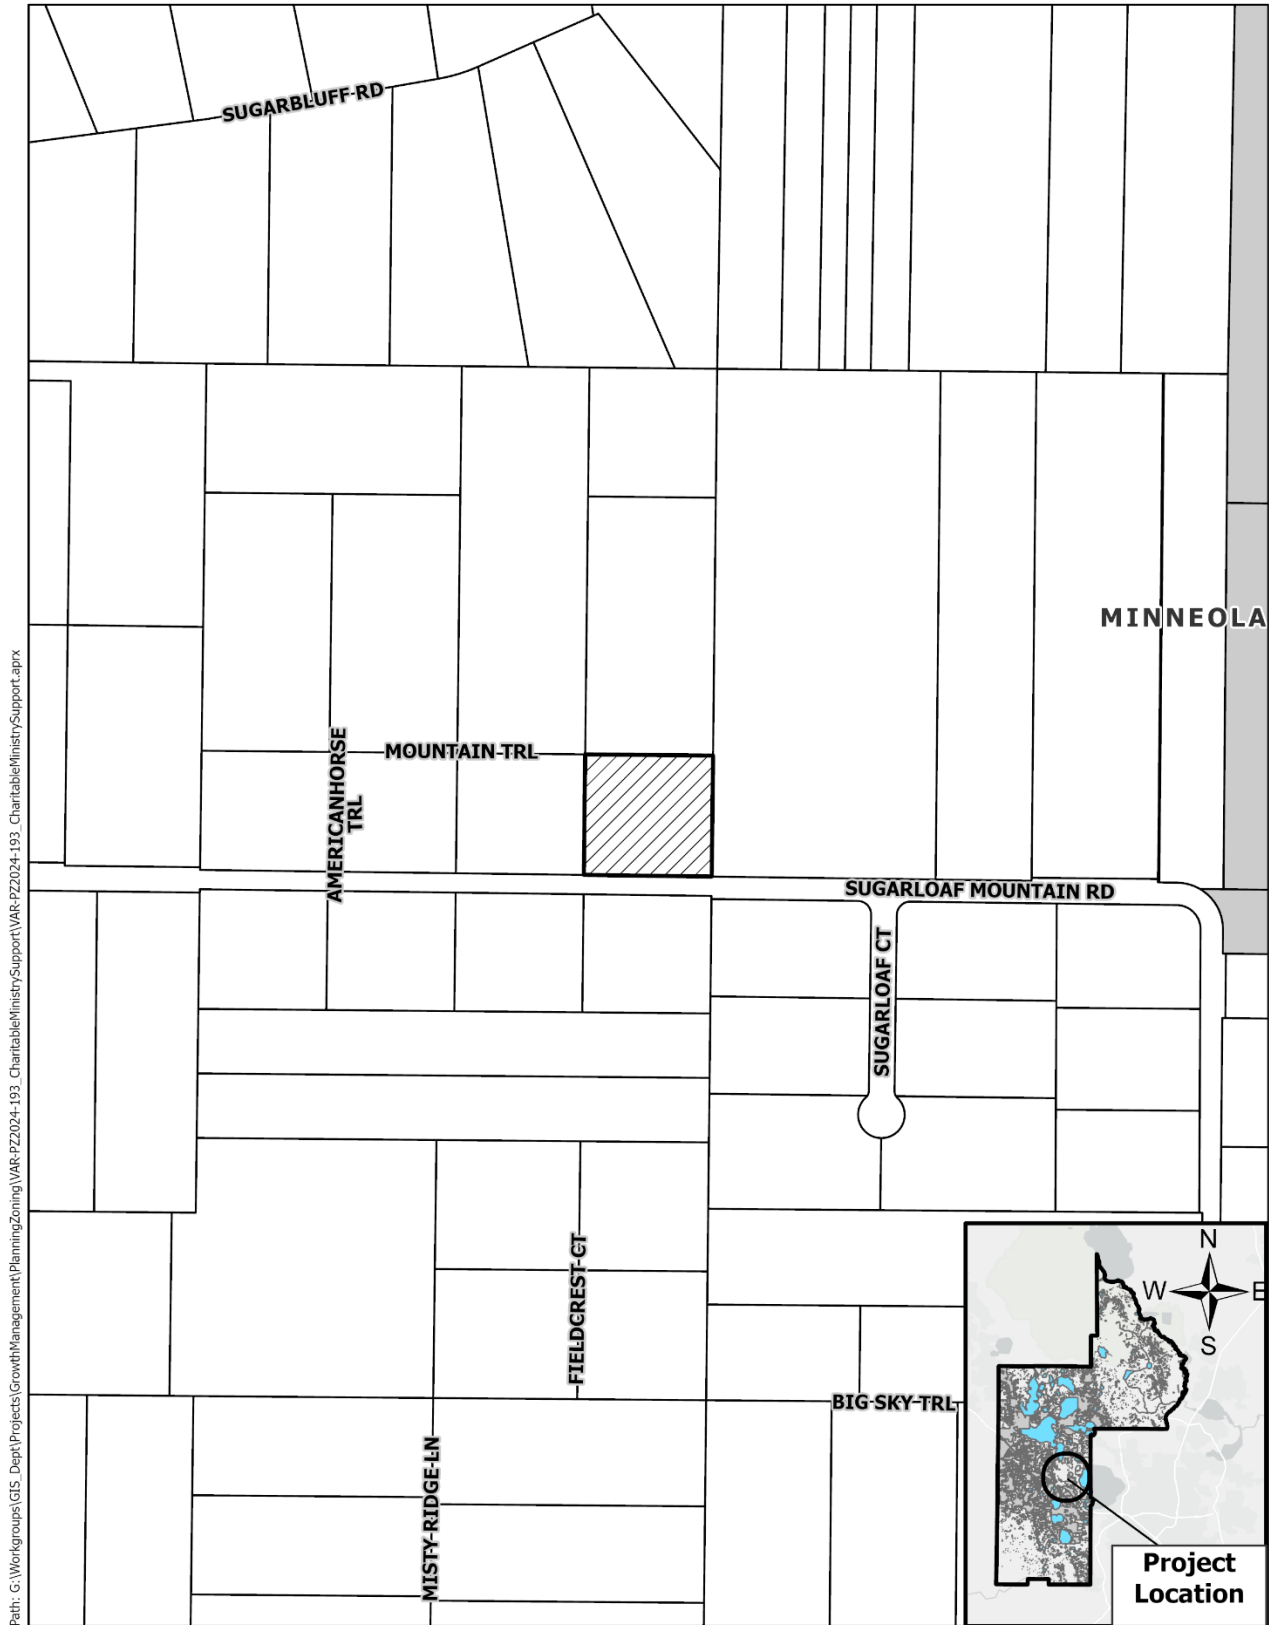 SUGARBLUFF RD
MINNEOLA
MOUNTAIN TRL
AMERICANHORSE
TRL
SUGARLOAF MOUNTAIN RD
SUGARLOAF CT
FIELDCREST CT
BIG SKY TRL
MISTY RIDGE LN
N
W
E
S
Project
Location
Path: G:\Workgroups\GIS_Dept\Projects\GrowthManagement\PlanningZoning\VAR-PZ2024-193_CharitableMinistrySupport\VAR-PZ2024-193_CharitableMinistrySupport.aprx